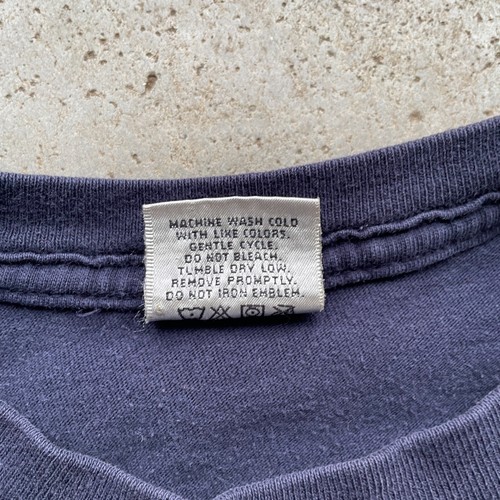 MACHINE WASH COLD
WITH LIKE COLORS.
GENTLE CYCLE.
DO NOT BLEACH.
TUMBLE DRY LOW.
REMOVE PROMPTLY.
DO NOT IRON EMBLEM.